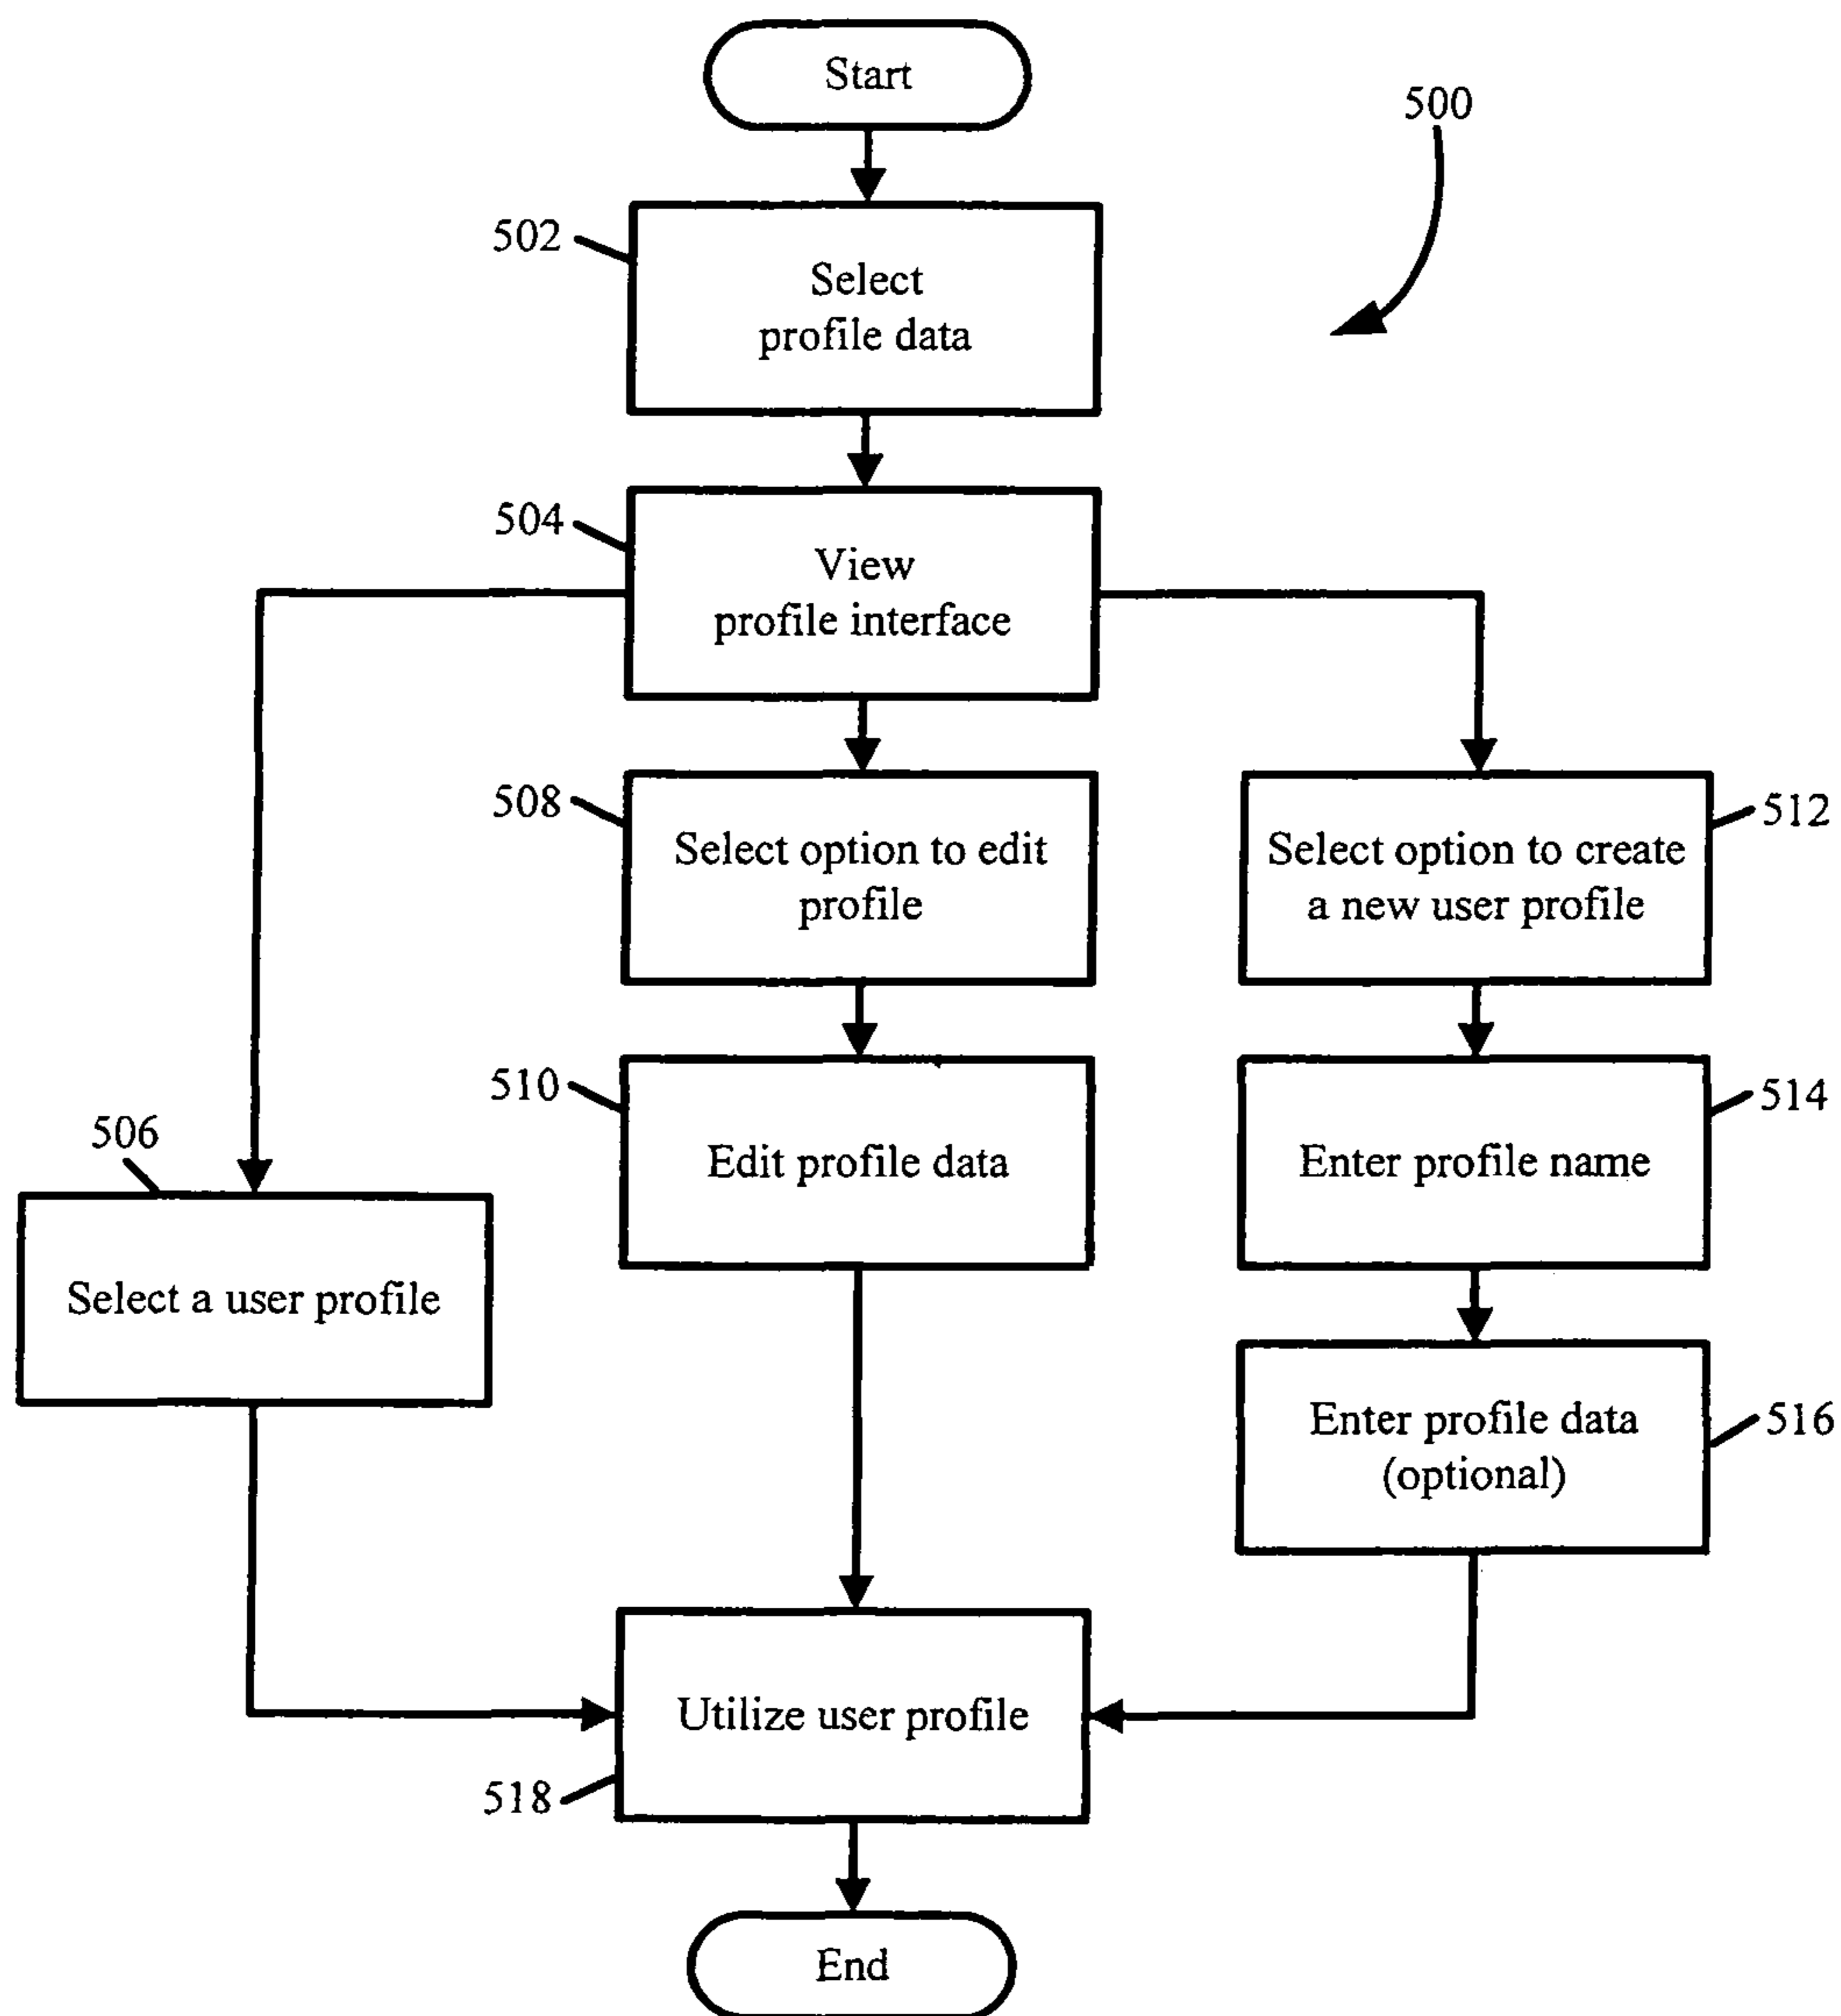 Start
500
502
Select
profile data
504
View
profile interface
508
Select option to edit
profile
512
Select option to create
a new user profile
510
Edit profile data
514
Enter profile name
506
Select a user profile
516
Enter profile data
(optional)
Utilize user profile
518
End